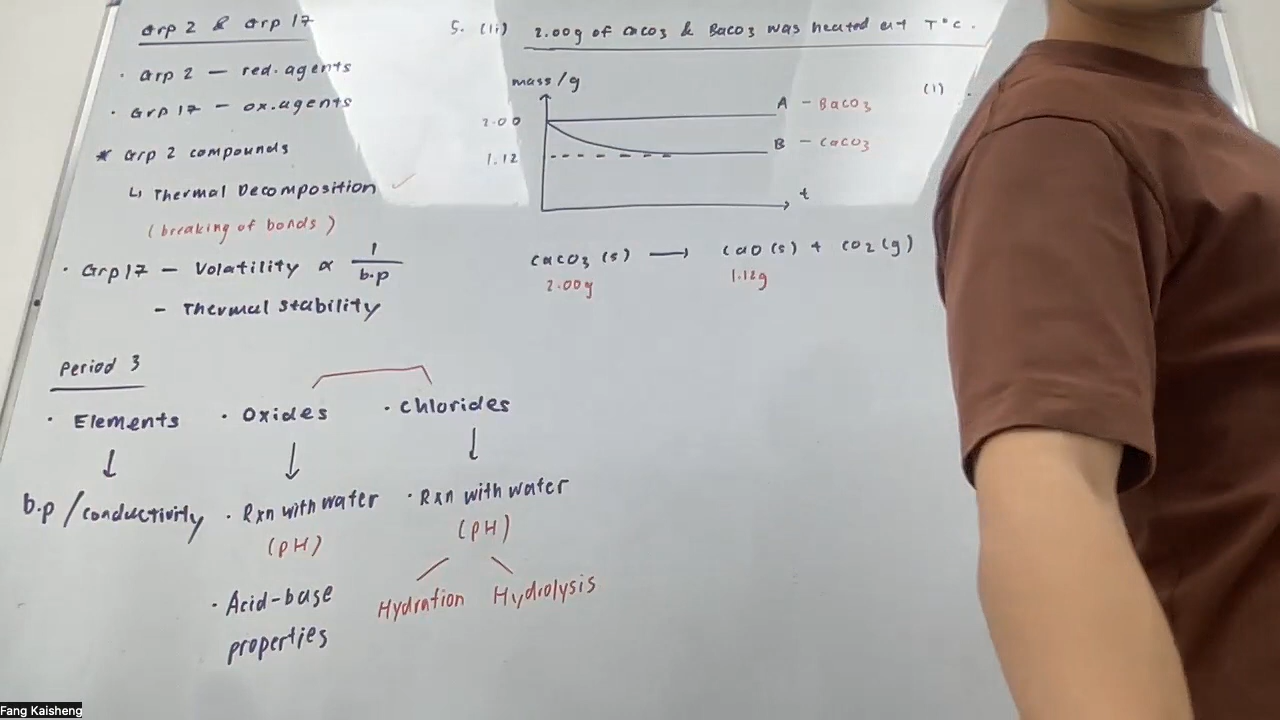 Grp 2 & Grp 17
· Grp 2 — red. agents
· Grp 17 — ox. agents
* Grp 2 compounds
↳ Thermal Decomposition ✓
(breaking of bonds)
· Grp 17 — Volatility ∝ 1/b.p
- Thermal stability
Period 3
· Elements · Oxides · Chlorides
↓ ↓ ↓
b.p / conductivity · Rxn with water · Rxn with water
(pH) (pH)
· Acid-base Hydration Hydrolysis
properties
5. (ii) 2.00g of CaCO3 & BaCO3 was heated at T°C.
mass/g
(1)
2.00 A - BaCO3
1.12 B - CaCO3
t
CaCO3 (s) → CaO (s) + CO2 (g)
2.00g 1.12g
Fang Kaisheng